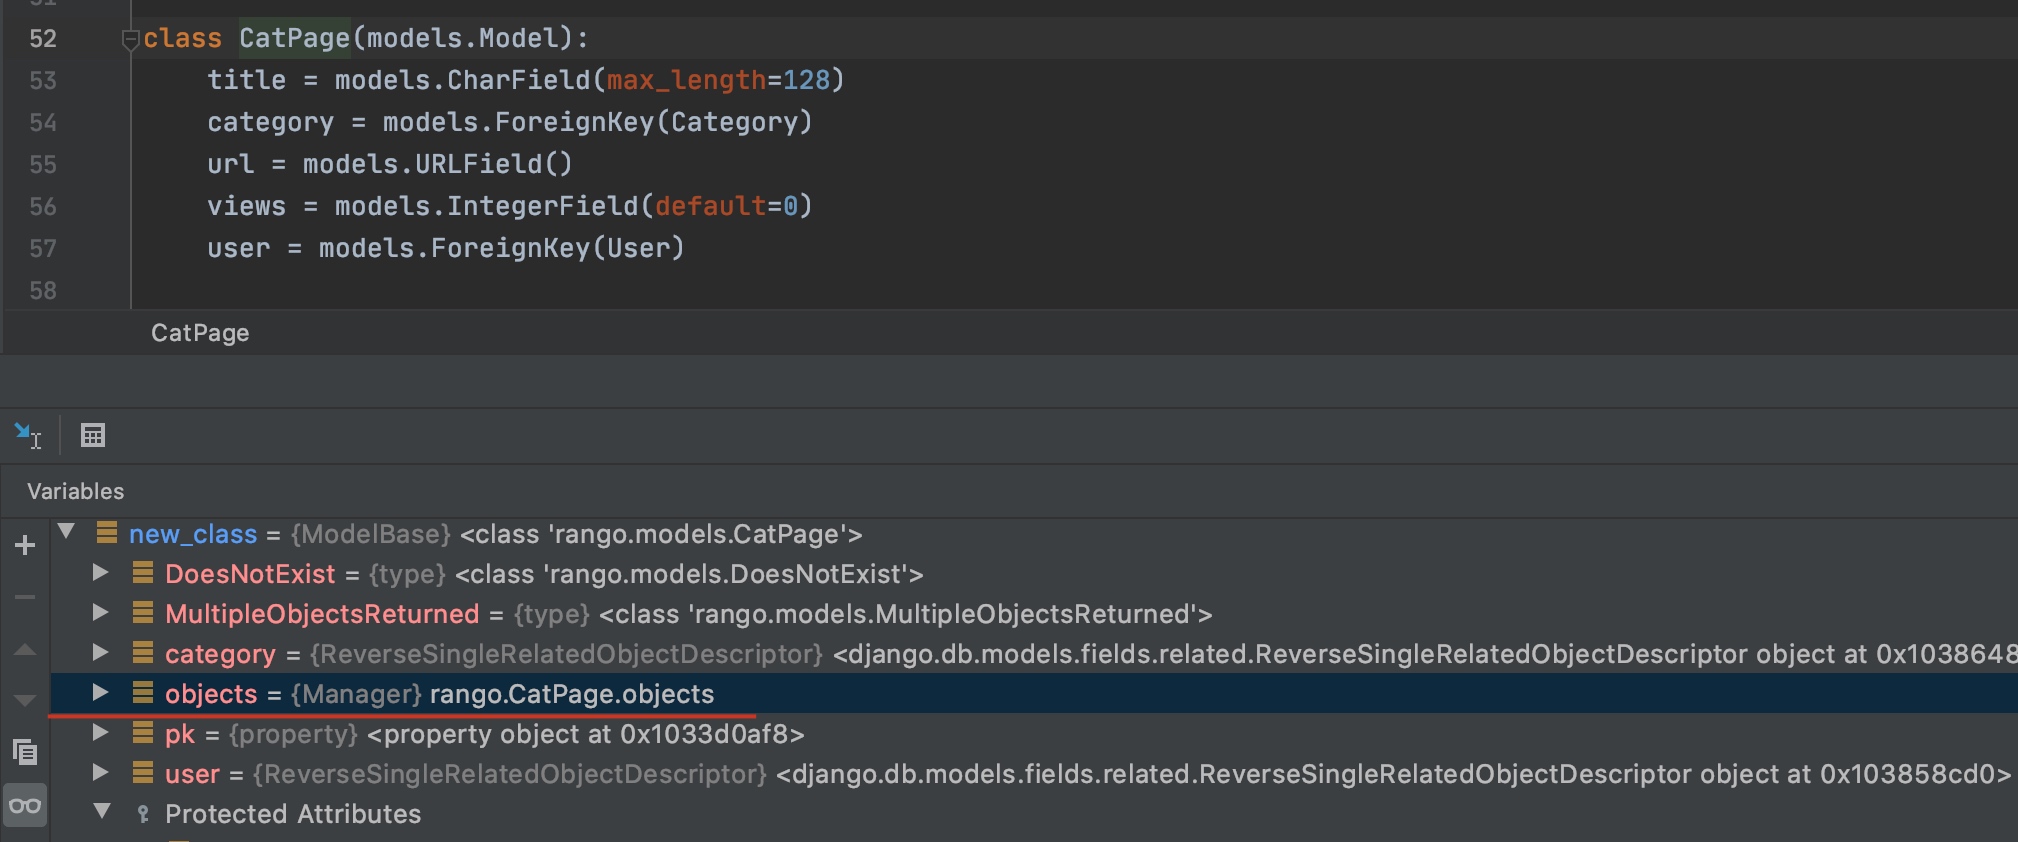 52 class CatPage(models.Model):
53 title = models.CharField(max_length=128)
54 category = models.ForeignKey(Category)
55 url = models.URLField()
56 views = models.IntegerField(default=0)
57 user = models.ForeignKey(User)
58
CatPage
Variables
new_class = {ModelBase} <class 'rango.models.CatPage'>
DoesNotExist = {type} <class 'rango.models.DoesNotExist'>
MultipleObjectsReturned = {type} <class 'rango.models.MultipleObjectsReturned'>
category = {ReverseSingleRelatedObjectDescriptor} <django.db.models.fields.related.ReverseSingleRelatedObjectDescriptor object at 0x1038648
objects = {Manager} rango.CatPage.objects
pk = {property} <property object at 0x1033d0af8>
user = {ReverseSingleRelatedObjectDescriptor} <django.db.models.fields.related.ReverseSingleRelatedObjectDescriptor object at 0x103858cd0>
Protected Attributes